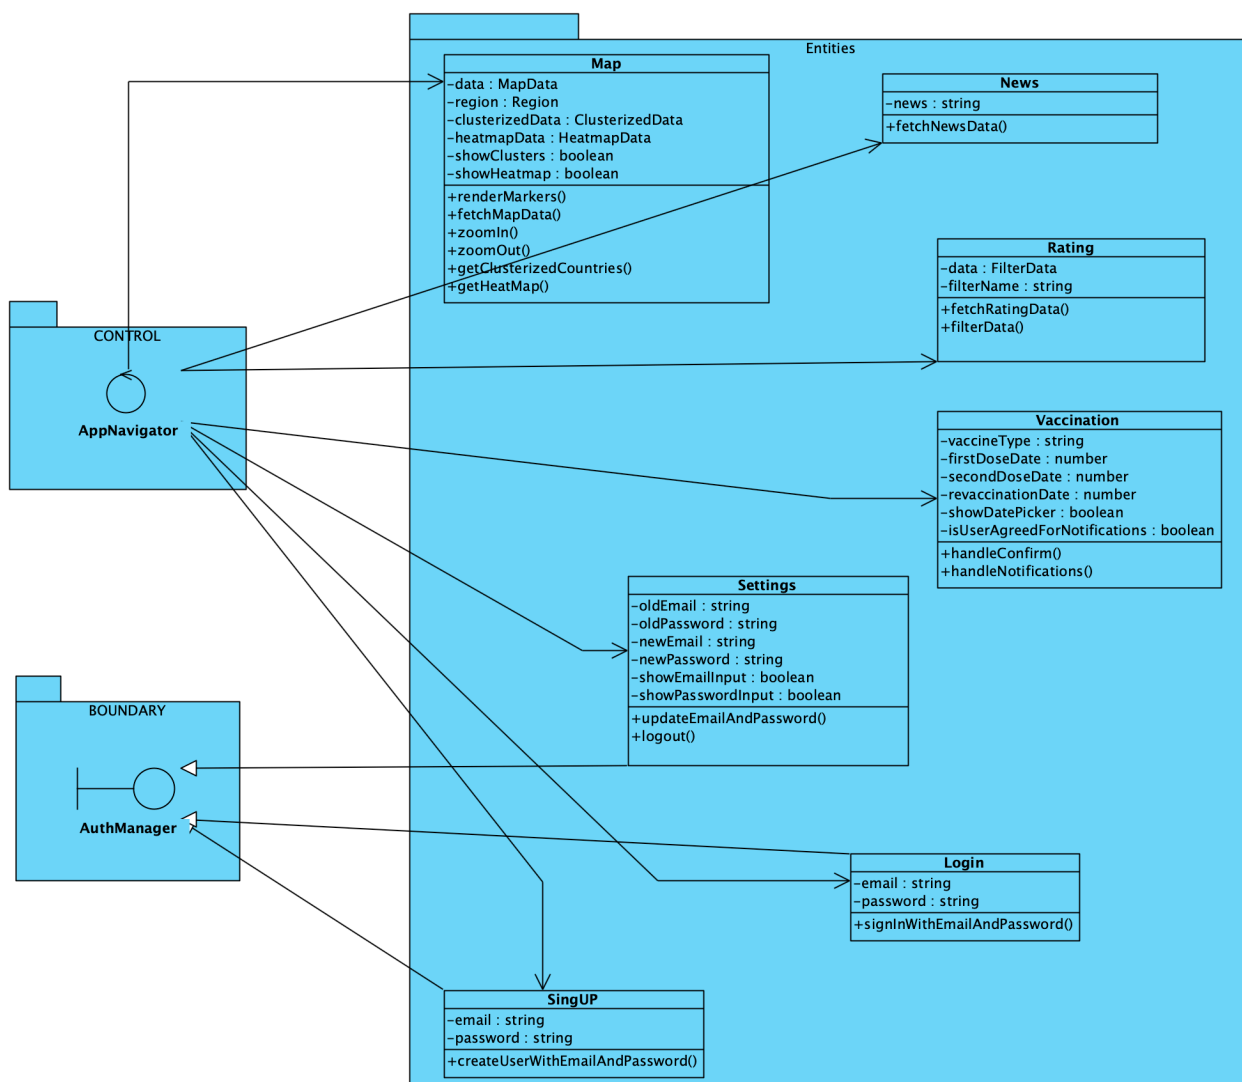 Entities
Map
-data : MapData
-region : Region
-clusterizedData : ClusterizedData
-heatmapData : HeatmapData
-showClusters : boolean
-showHeatmap : boolean
+renderMarkers()
+fetchMapData()
+zoomIn()
+zoomOut()
+getClusterizedCountries()
+getHeatMap()
News
-news : string
+fetchNewsData()
Rating
-data : FilterData
-filterName : string
+fetchRatingData()
+filterData()
CONTROL
AppNavigator
Vaccination
-vaccineType : string
-firstDoseDate : number
-secondDoseDate : number
-revaccinationDate : number
-showDatePicker : boolean
-isUserAgreedForNotifications : boolean
+handleConfirm()
+handleNotifications()
Settings
-oldEmail : string
-oldPassword : string
-newEmail : string
-newPassword : string
-showEmailInput : boolean
-showPasswordInput : boolean
+updateEmailAndPassword()
+logout()
BOUNDARY
AuthManager
Login
-email : string
-password : string
+signInWithEmailAndPassword()
SingUP
-email : string
-password : string
+createUserWithEmailAndPassword()